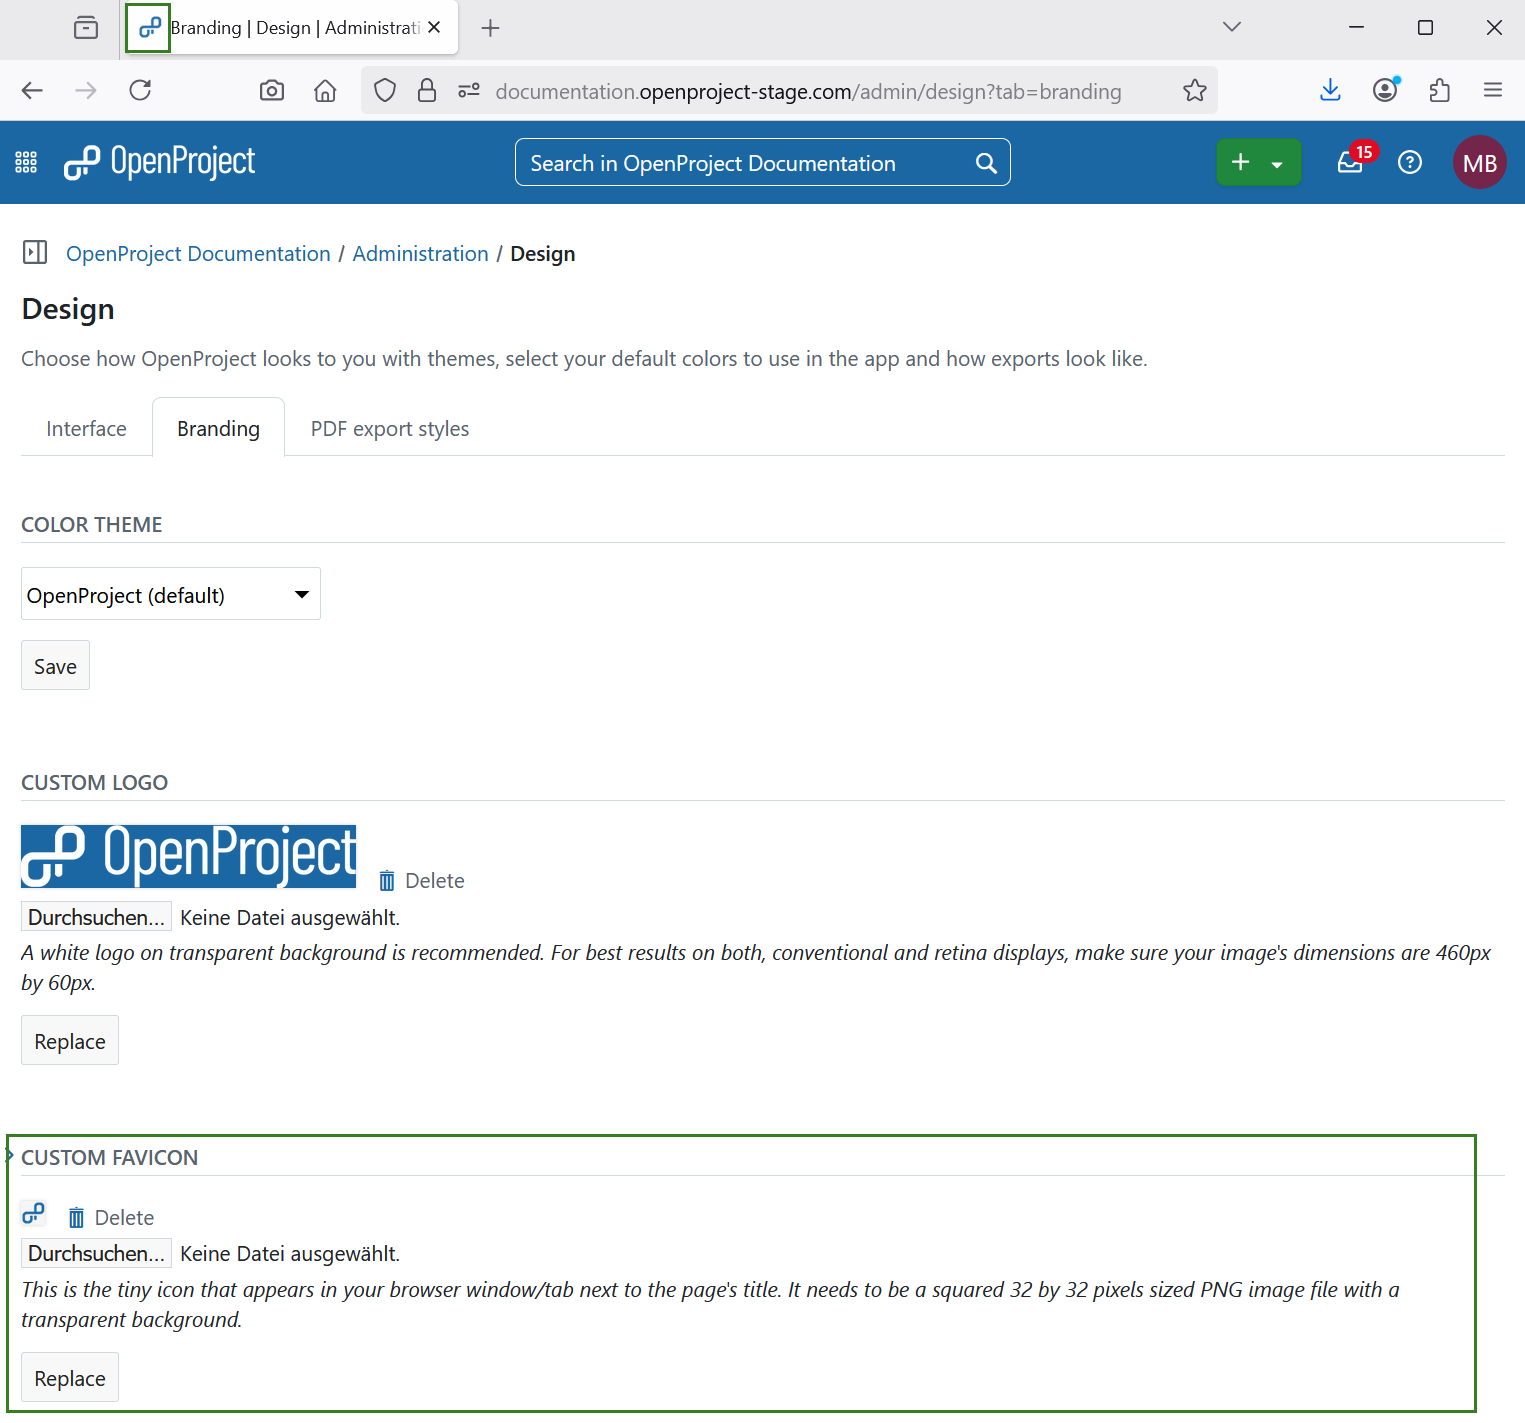 Branding | Design | Administrati
documentation.openproject-stage.com/admin/design?tab=branding
OpenProject
Search in OpenProject Documentation
15
MB
OpenProject Documentation / Administration / Design
Design
Choose how OpenProject looks to you with themes, select your default colors to use in the app and how exports look like.
Interface
Branding
PDF export styles
COLOR THEME
OpenProject (default)
Save
CUSTOM LOGO
OpenProject
Delete
Durchsuchen... Keine Datei ausgewählt.
A white logo on transparent background is recommended. For best results on both, conventional and retina displays, make sure your image's dimensions are 460px
by 60px.
Replace
CUSTOM FAVICON
Delete
Durchsuchen... Keine Datei ausgewählt.
This is the tiny icon that appears in your browser window/tab next to the page's title. It needs to be a squared 32 by 32 pixels sized PNG image file with a
transparent background.
Replace